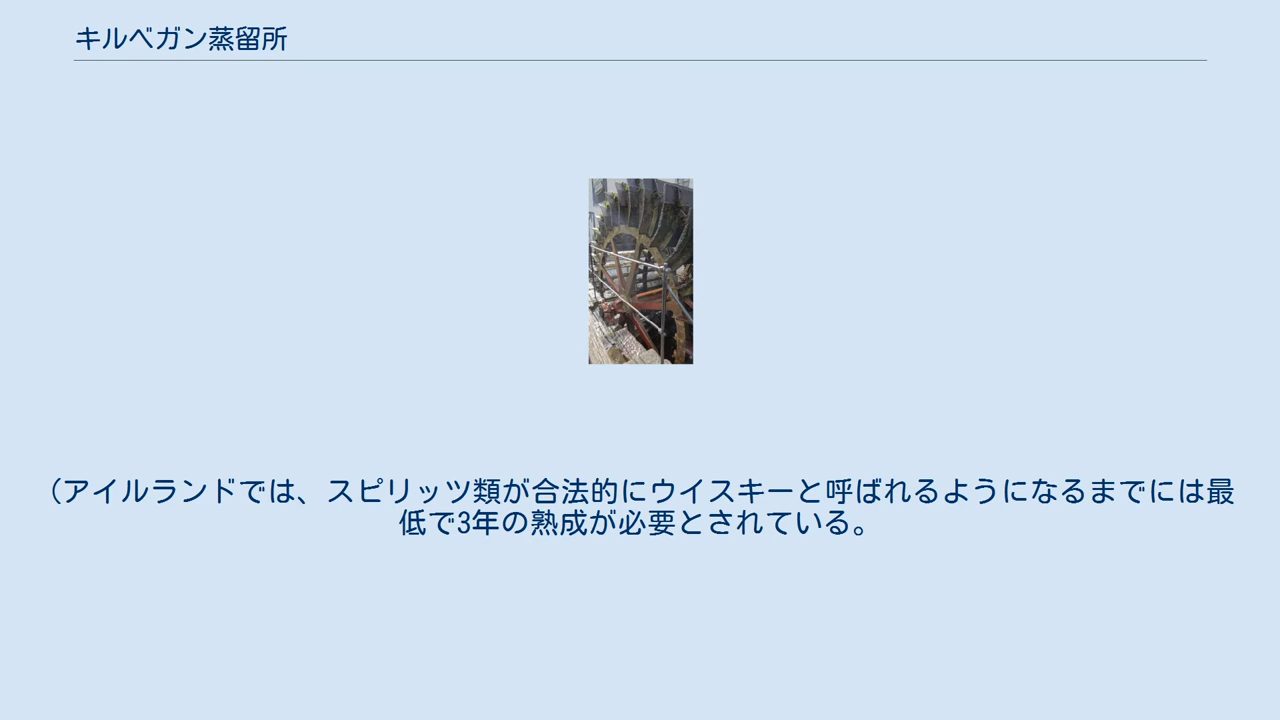 キルベガン蒸留所
（アイルランドでは、スピリッツ類が合法的にウイスキーと呼ばれるようになるまでには最
低で3年の熟成が必要とされている。